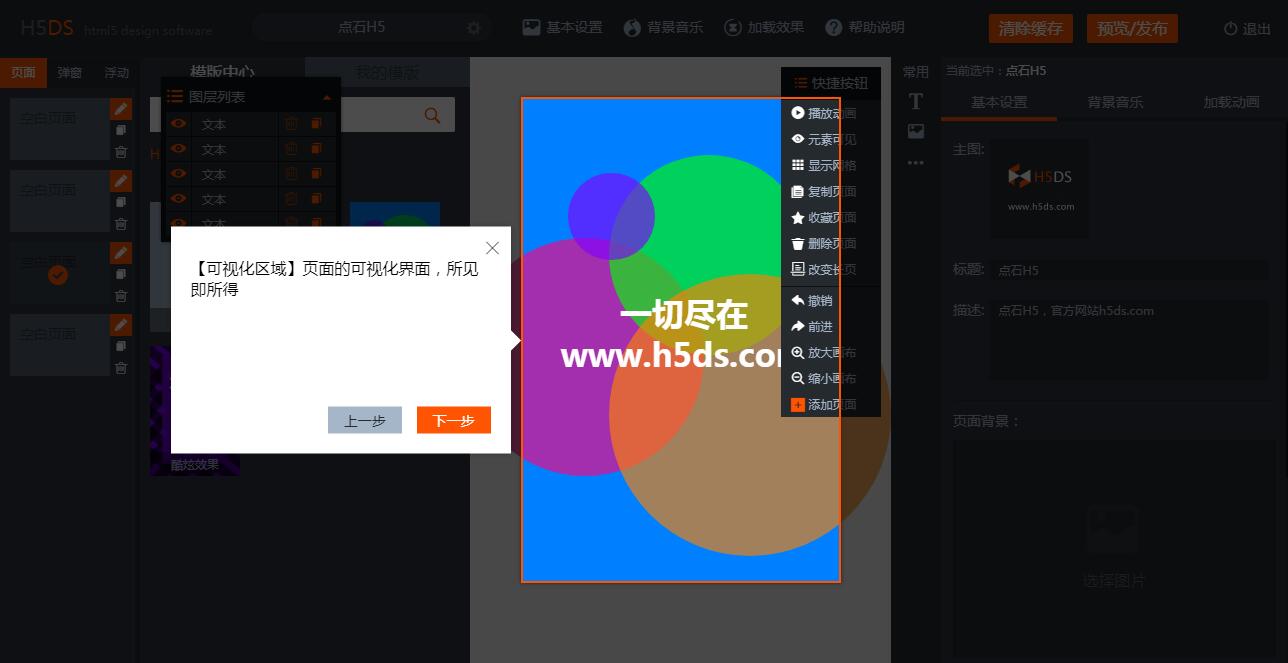 H5DS html5 design software
点石H5
基本设置
背景音乐
加载效果
帮助说明
清除缓存
预览/发布
退出
页面
弹窗
浮动
空白页面
空白页面
空白页面
空白页面
模版中心
我的模版
图层列表
文本
文本
文本
文本
文本
酷炫效果
【可视化区域】页面的可视化界面，所见
即所得
上一步
下一步
一切尽在
www.h5ds.co
快捷按钮
播放动画
元素可见
显示网格
复制页面
收藏页面
删除页面
改变长页
撤销
前进
放大画布
缩小画布
添加页面
常用
当前选中：点石H5
基本设置
背景音乐
加载动画
主图:
H5DS
www.h5ds.com
标题:
点石H5
描述:
点石H5，官方网站h5ds.com
页面背景：
选择图片